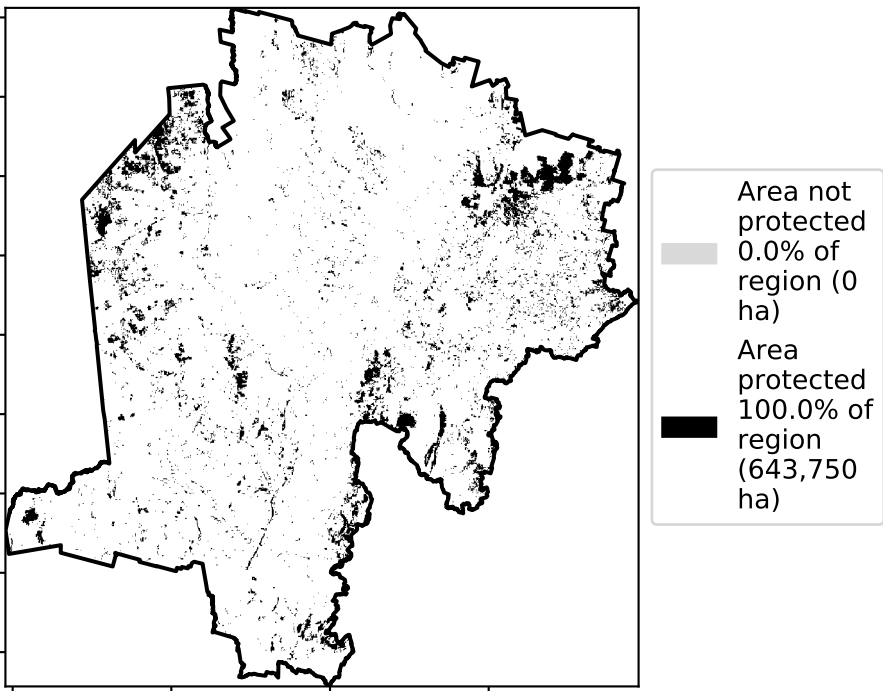 Area not
protected
0.0% of
region (0
ha)
Area
protected
100.0% of
region
(643,750
ha)